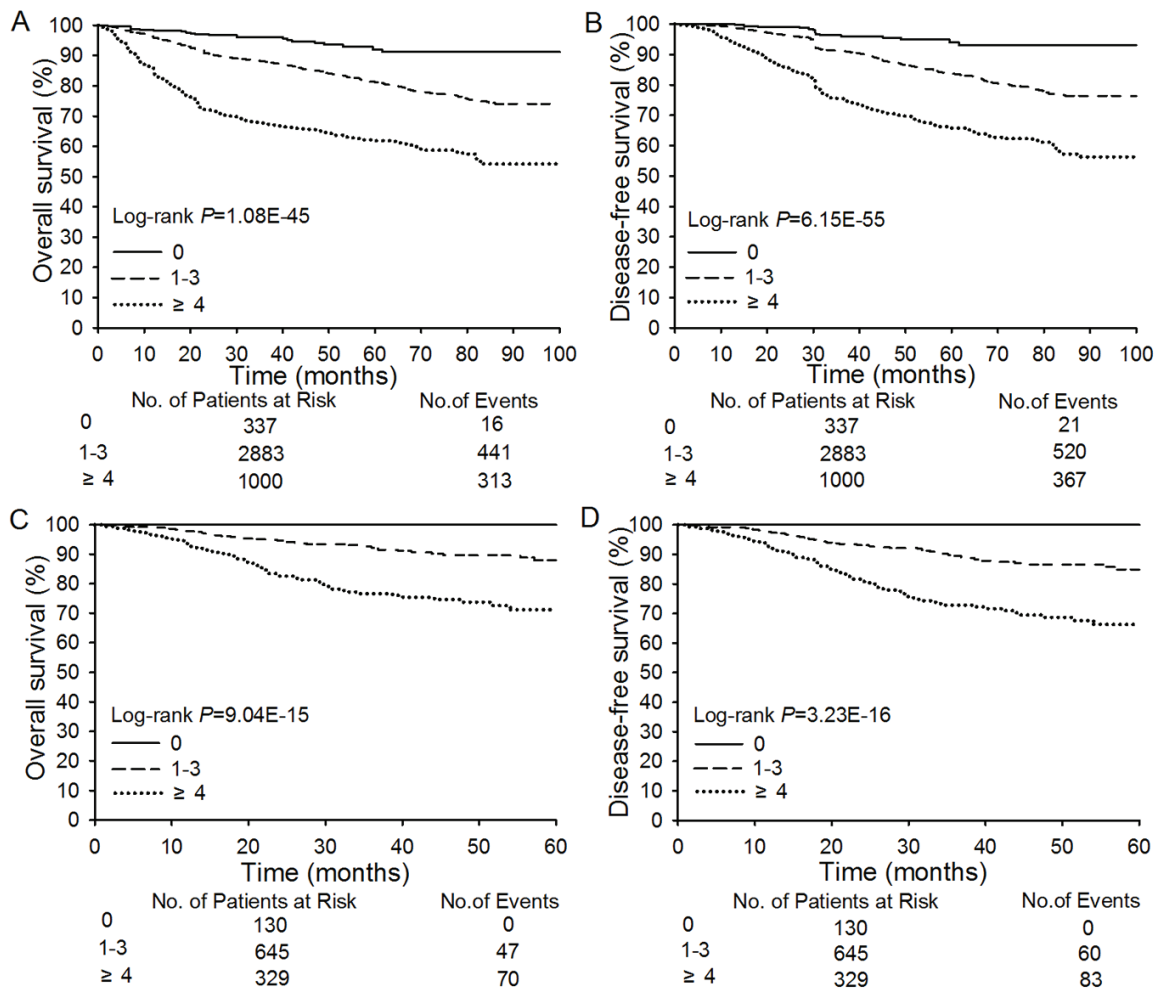 A
Overall survival (%)
100
90
80
70
60
50
40
30
20
10
0
Log-rank P=1.08E-45
0
1-3
≥ 4
0 10 20 30 40 50 60 70 80 90 100
Time (months)
No. of Patients at Risk No.of Events
0 337 16
1-3 2883 441
≥ 4 1000 313
B
Disease-free survival (%)
100
90
80
70
60
50
40
30
20
10
0
Log-rank P=6.15E-55
0
1-3
≥ 4
0 10 20 30 40 50 60 70 80 90 100
Time (months)
No. of Patients at Risk No.of Events
0 337 21
1-3 2883 520
≥ 4 1000 367
C
Overall survival (%)
100
90
80
70
60
50
40
30
20
10
0
Log-rank P=9.04E-15
0
1-3
≥ 4
0 10 20 30 40 50 60
Time (months)
No. of Patients at Risk No.of Events
0 130 0
1-3 645 47
≥ 4 329 70
D
Disease-free survival (%)
100
90
80
70
60
50
40
30
20
10
0
Log-rank P=3.23E-16
0
1-3
≥ 4
0 10 20 30 40 50 60
Time (months)
No. of Patients at Risk No.of Events
0 130 0
1-3 645 60
≥ 4 329 83